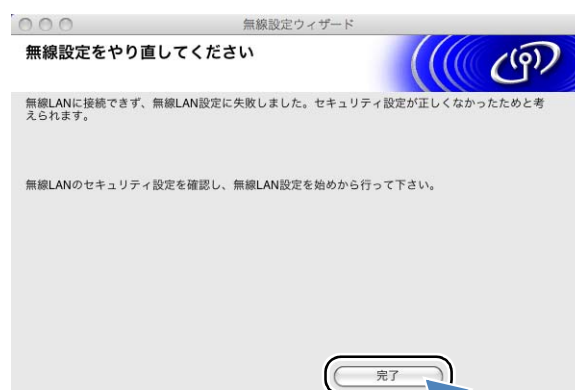 無線設定ウィザード
無線設定をやり直してください
無線LANに接続できず、無線LAN設定に失敗しました。セキュリティ設定が正しくなかったためと考
えられます。
無線LANのセキュリティ設定を確認し、無線LAN設定を始めから行って下さい。
完了